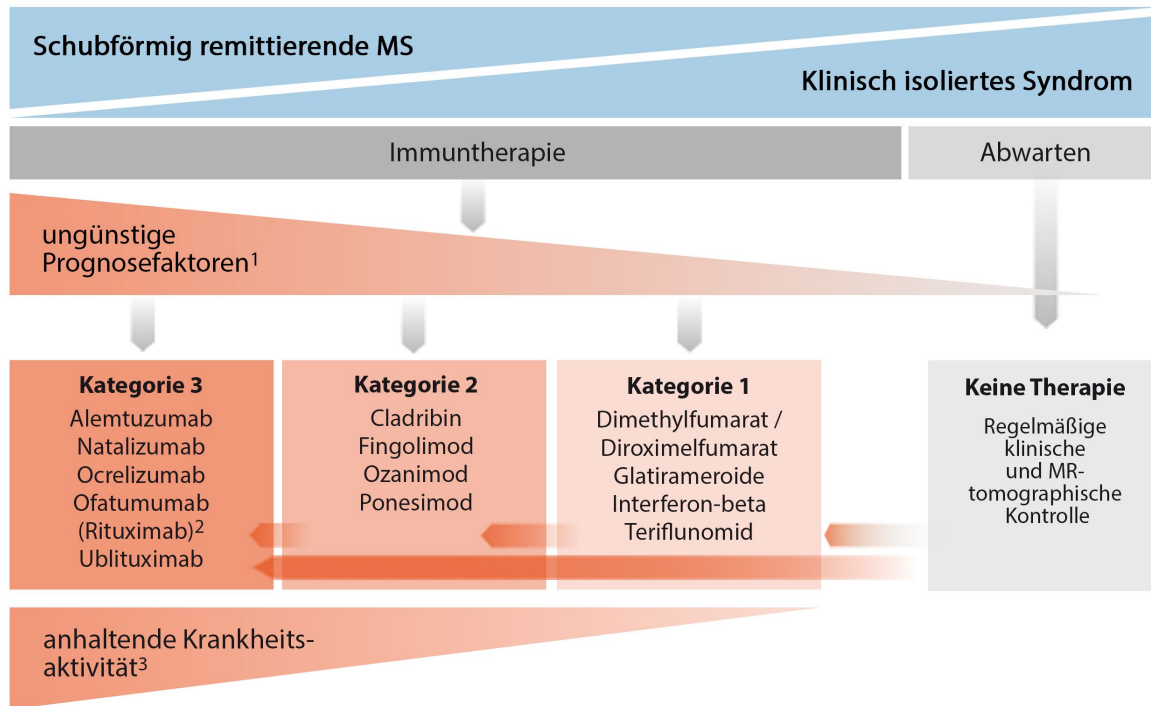 Schubförmig remittierende MS
Klinisch isoliertes Syndrom
Immuntherapie
Abwarten
ungünstige
Prognosefaktoren¹
Kategorie 3
Alemtuzumab
Natalizumab
Ocrelizumab
Ofatumumab
(Rituximab)²
Ublituximab
Kategorie 2
Cladribin
Fingolimod
Ozanimod
Ponesimod
Kategorie 1
Dimethylfumarat /
Diroximelfumarat
Glatirameroide
Interferon-beta
Teriflunomid
Keine Therapie
Regelmäßige
klinische
und MR-
tomographische
Kontrolle
anhaltende Krankheits-
aktivität³